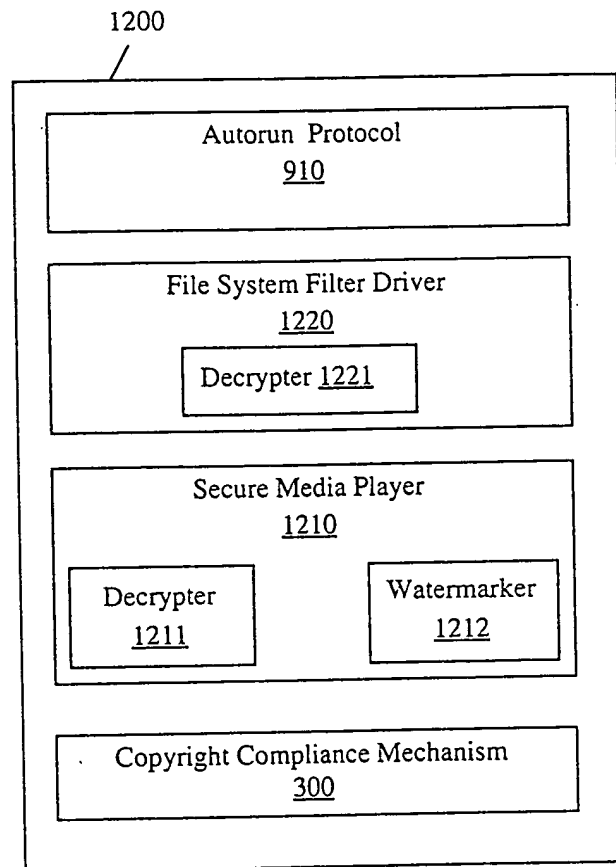 1200
Autorun Protocol
910
File System Filter Driver
1220
Decrypter 1221
Secure Media Player
1210
Decrypter
1211
Watermarker
1212
Copyright Compliance Mechanism
300